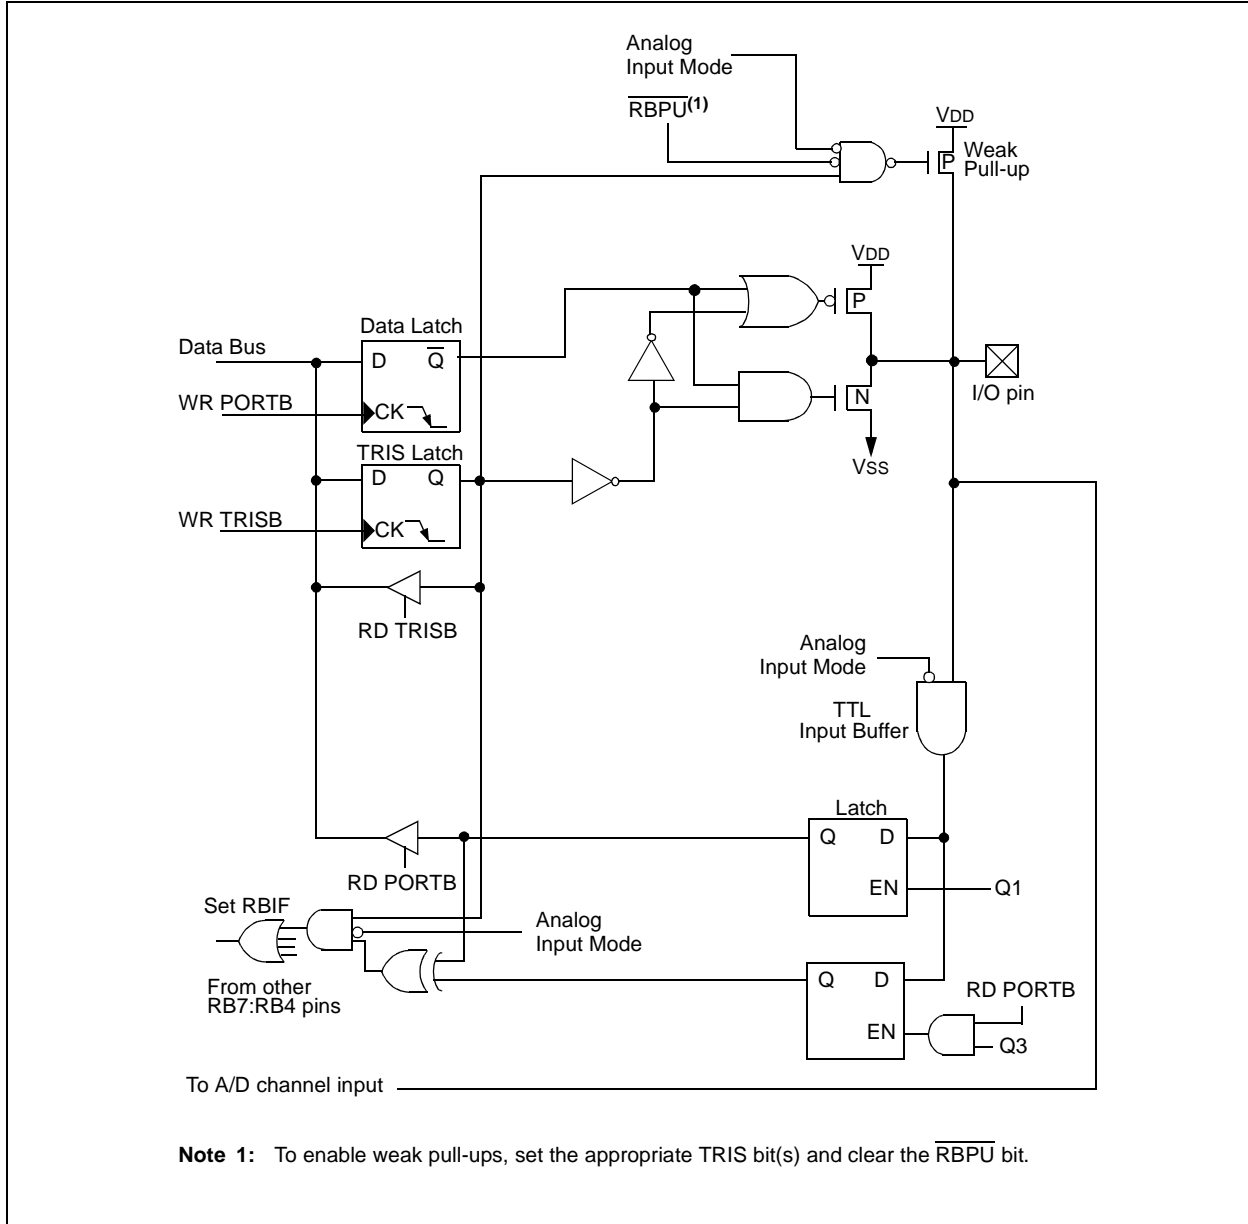 Analog
Input Mode
RBPU(1)
VDD
Weak
Pull-up
P
VDD
P
Data Latch
Data Bus
D Q
WR PORTB
CK
N
I/O pin
VSS
TRIS Latch
D Q
WR TRISB
CK
RD TRISB
Analog
Input Mode
TTL
Input Buffer
Latch
Q D
EN
Q1
RD PORTB
Set RBIF
Analog
Input Mode
From other
RB7:RB4 pins
Q D
EN
RD PORTB
Q3
To A/D channel input
Note 1: To enable weak pull-ups, set the appropriate TRIS bit(s) and clear the RBPU bit.